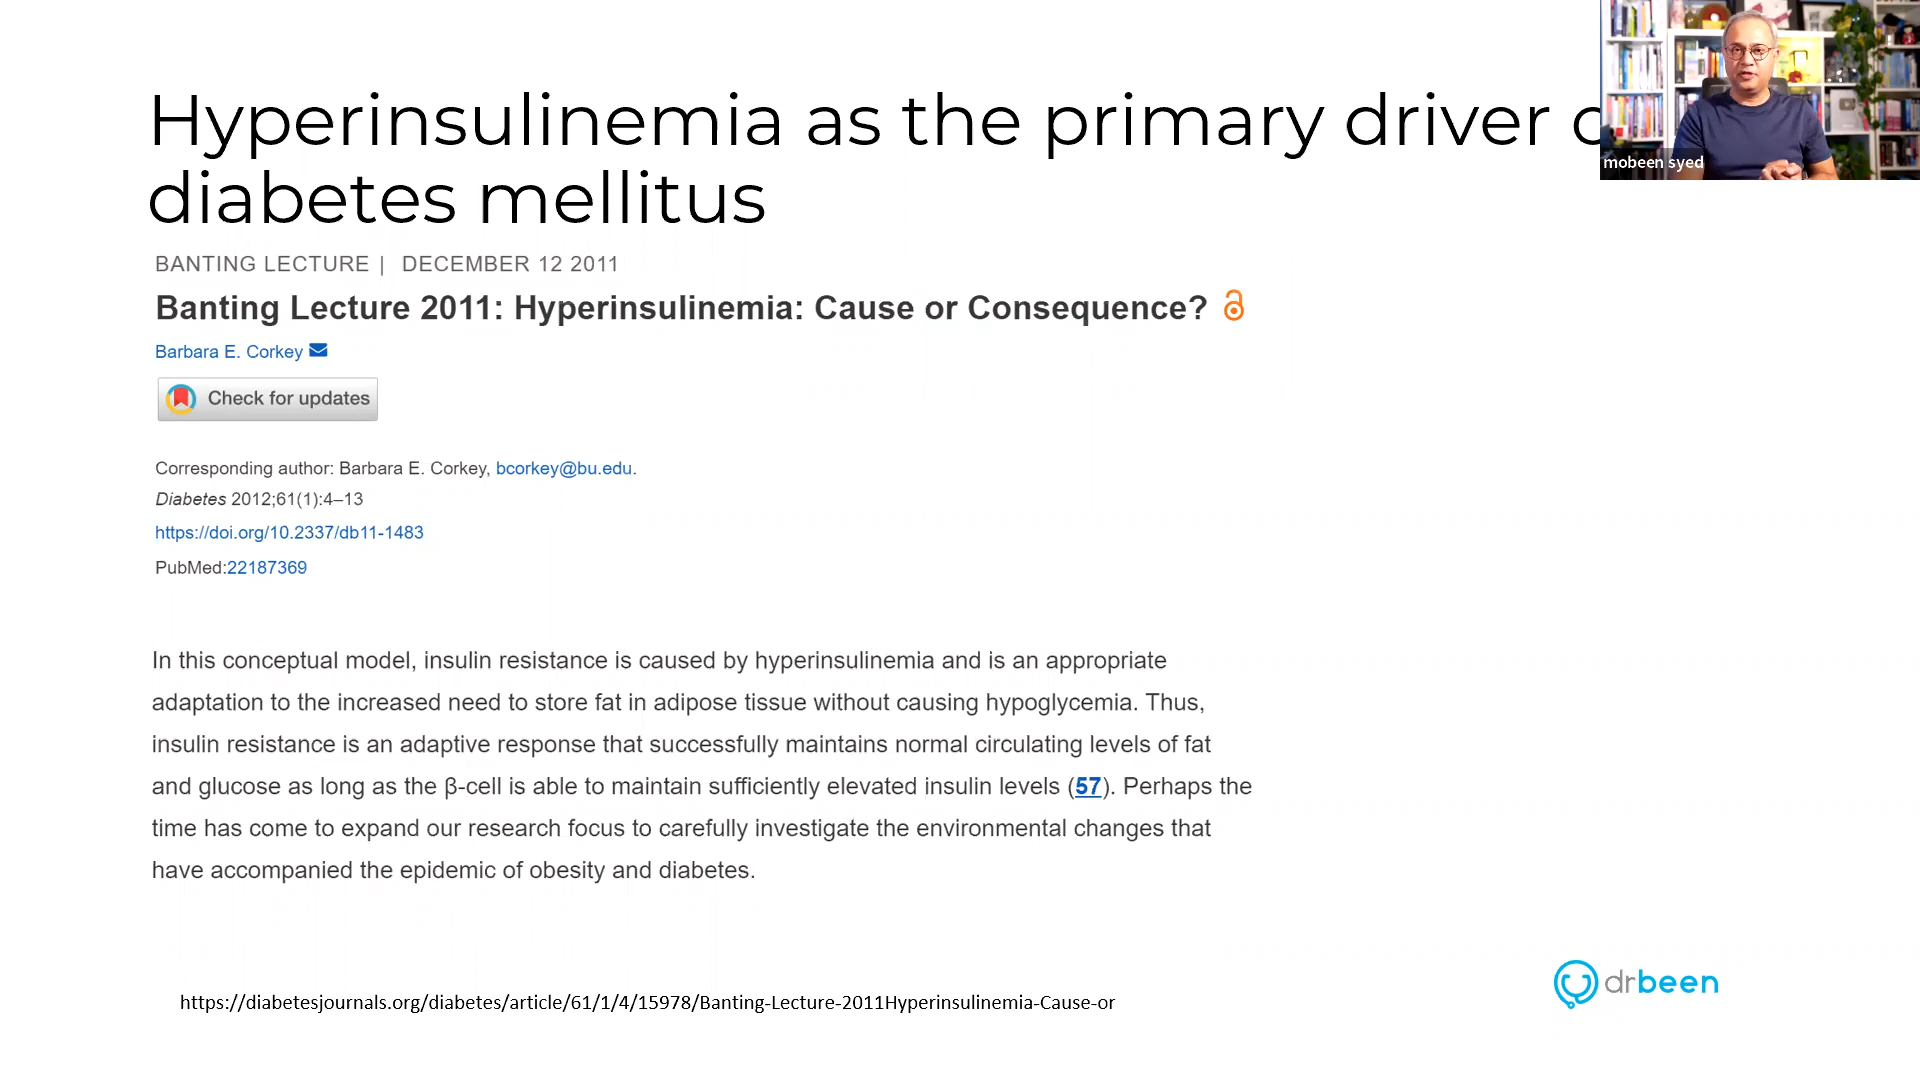 Hyperinsulinemia as the primary driver
diabetes mellitus
mobeen syed
BANTING LECTURE | DECEMBER 12 2011
Banting Lecture 2011: Hyperinsulinemia: Cause or Consequence?
Barbara E. Corkey
Check for updates
Corresponding author: Barbara E. Corkey, bcorkey@bu.edu.
Diabetes 2012;61(1):4–13
https://doi.org/10.2337/db11-1483
PubMed:22187369
In this conceptual model, insulin resistance is caused by hyperinsulinemia and is an appropriate
adaptation to the increased need to store fat in adipose tissue without causing hypoglycemia. Thus,
insulin resistance is an adaptive response that successfully maintains normal circulating levels of fat
and glucose as long as the β-cell is able to maintain sufficiently elevated insulin levels (57). Perhaps the
time has come to expand our research focus to carefully investigate the environmental changes that
have accompanied the epidemic of obesity and diabetes.
https://diabetesjournals.org/diabetes/article/61/1/4/15978/Banting-Lecture-2011Hyperinsulinemia-Cause-or
drbeen